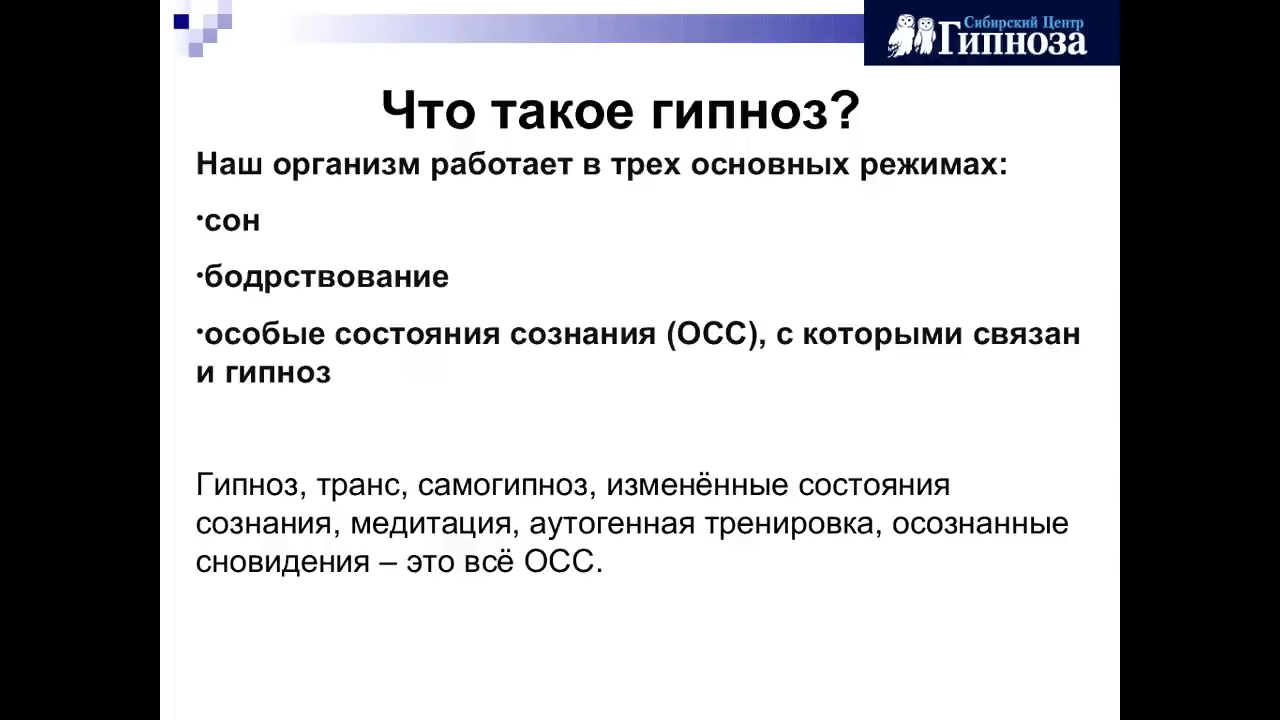 Сибирский Центр
Гипноза
Что такое гипноз?
Наш организм работает в трех основных режимах:
•сон
•бодрствование
•особые состояния сознания (ОСС), с которыми связан
и гипноз
Гипноз, транс, самогипноз, изменённые состояния
сознания, медитация, аутогенная тренировка, осознанные
сновидения – это всё ОСС.